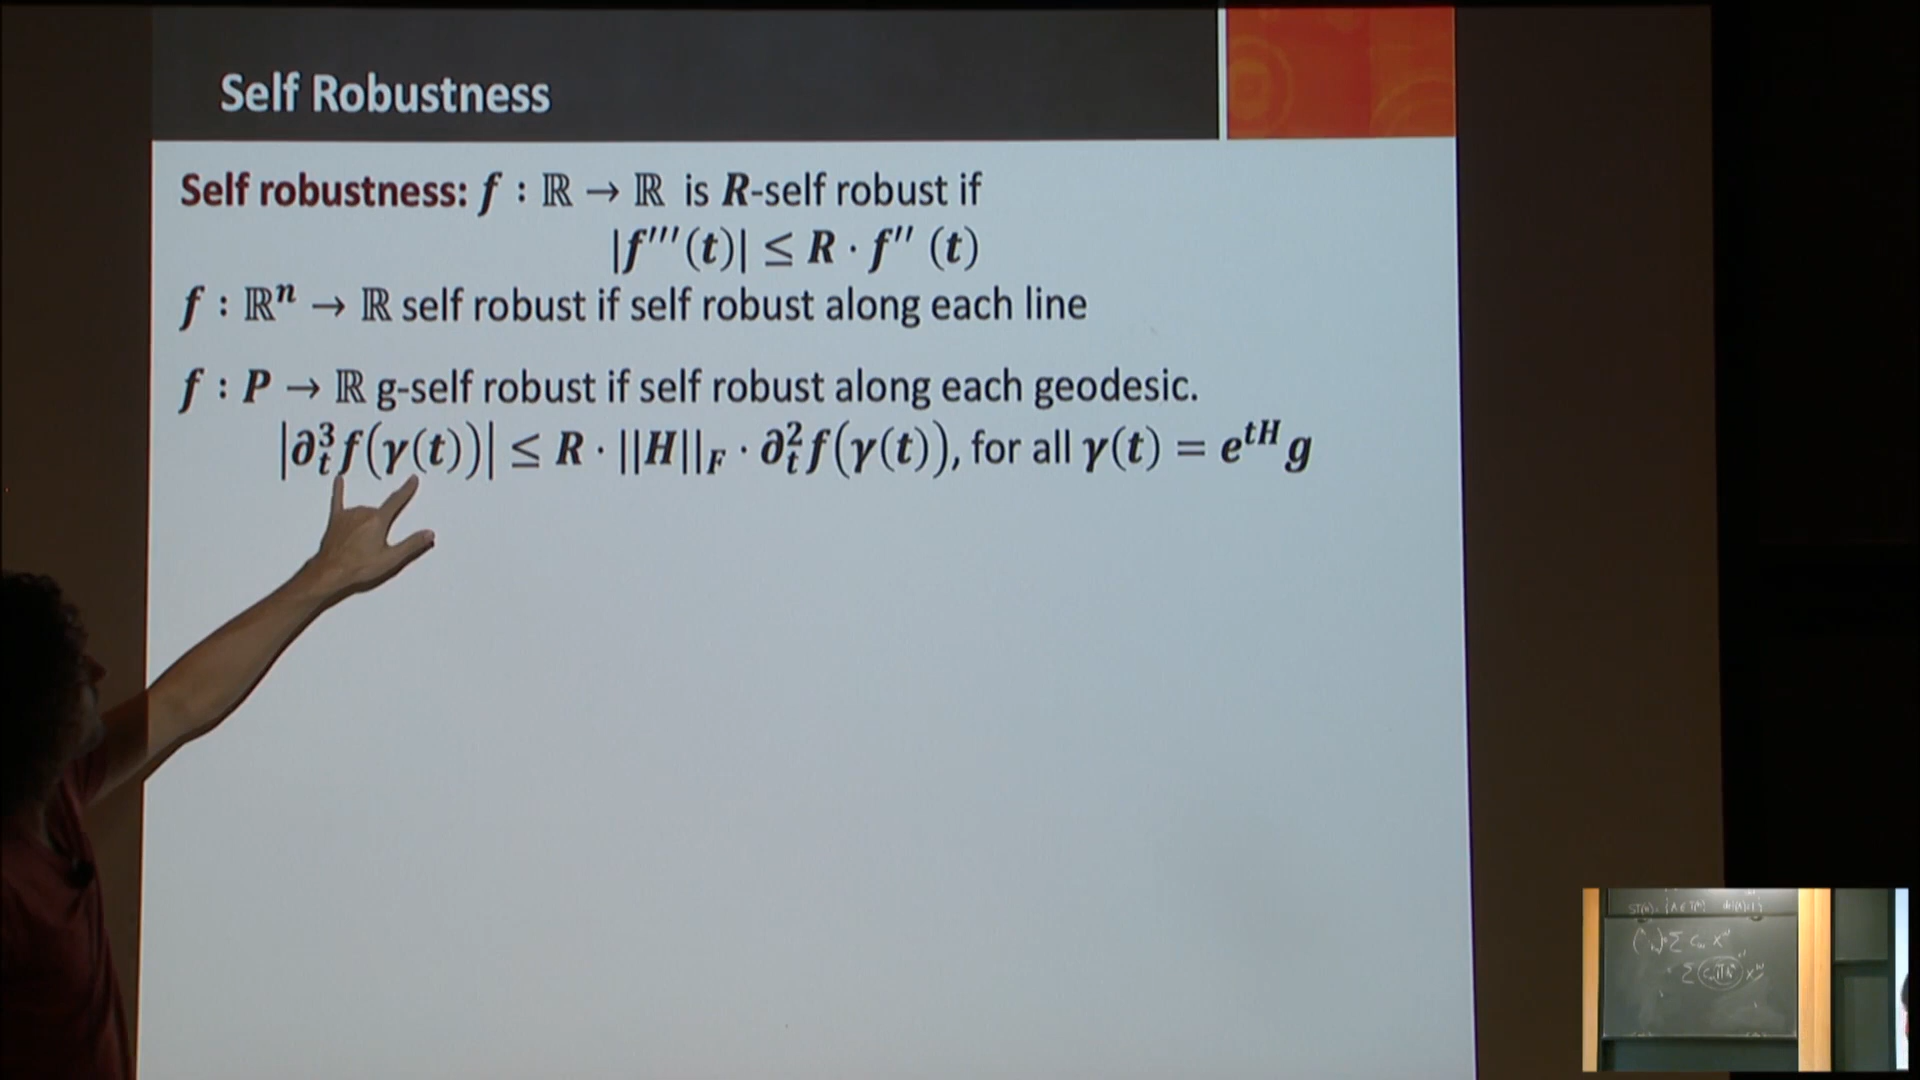 Self Robustness
Self robustness: f : ℝ → ℝ is R-self robust if
|f′′′(t)| ≤ R · f′′ (t)
f : ℝⁿ → ℝ self robust if self robust along each line
f : P → ℝ g-self robust if self robust along each geodesic.
|∂ₜ³f(γ(t))| ≤ R · ||H||_F · ∂ₜ²f(γ(t)), for all γ(t) = e^{tH} g